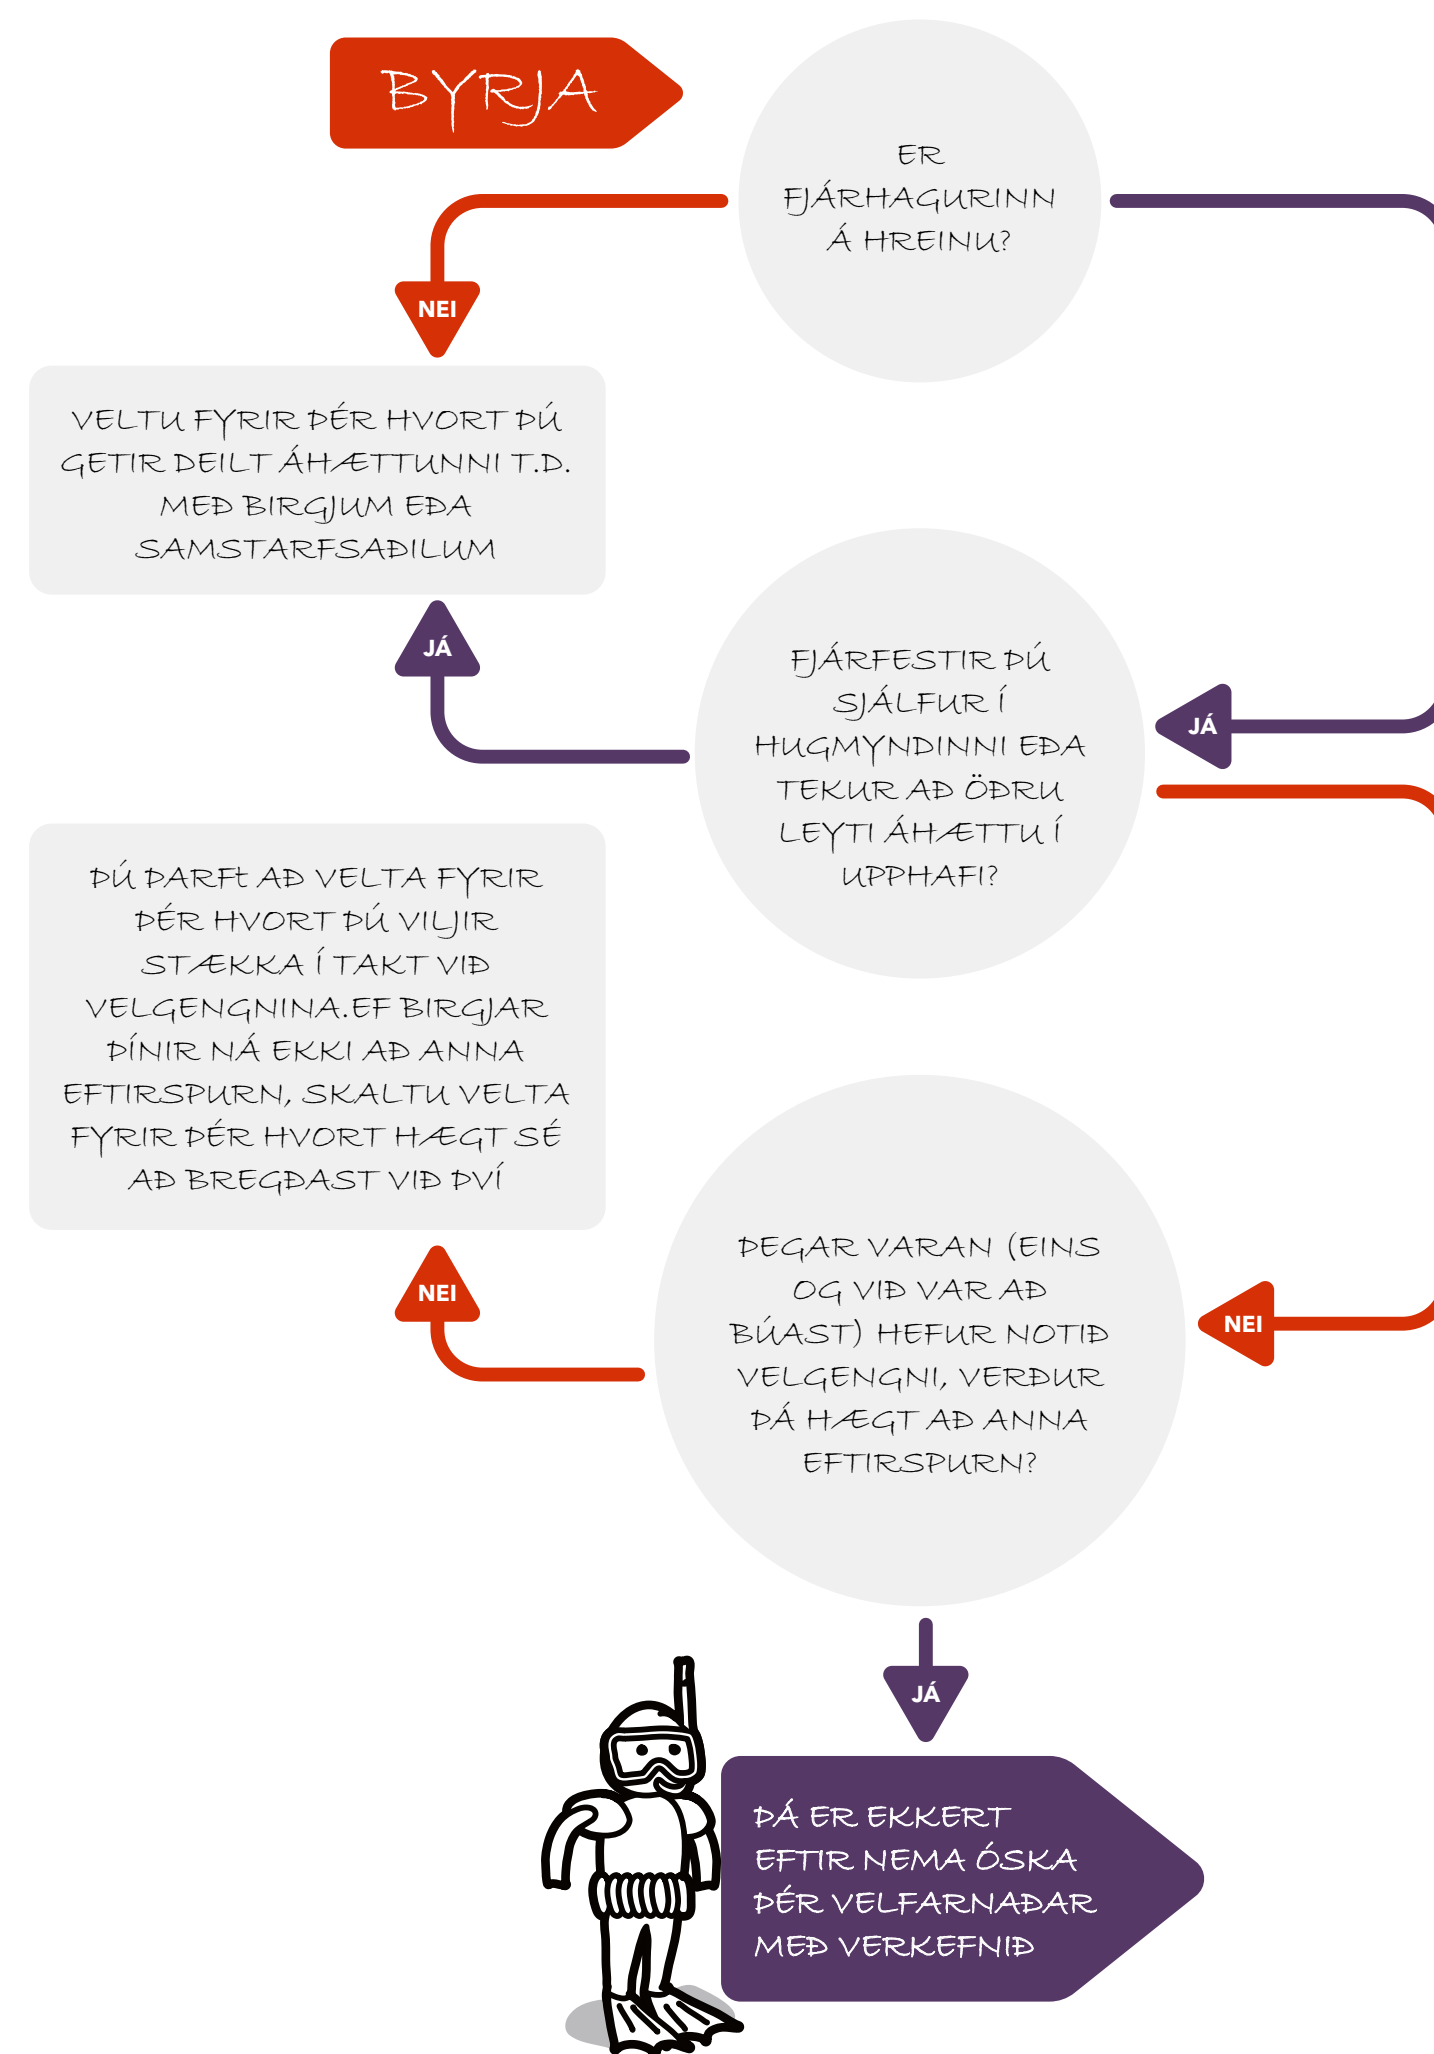 BYRJA
ER
FJÁRHAGURINN
Á HREINU?
NEI
VELTU FYRIR ÞÉR HVORT ÞÚ
GETIR DEILT ÁHÆTTUNNI T.D.
MEÐ BIRGJUM EÐA
SAMSTARFSAÐILUM
JÁ
FJÁRFESTIR ÞÚ
SJÁLFUR Í
HUGMYNDINNI EÐA
TEKUR AÐ ÖÐRU
LEYTI ÁHÆTTU Í
UPPHAFI?
JÁ
ÞÚ ÞARFt AÐ VELTA FYRIR
ÞÉR HVORT ÞÚ VILJIR
STÆKKA Í TAKT VIÐ
VELGENGNINA.EF BIRGJAR
ÞÍNIR NÁ EKKI AÐ ANNA
EFTIRSPURN, SKALTU VELTA
FYRIR ÞÉR HVORT HÆGT SÉ
AÐ BREGÐAST VIÐ ÞVÍ
NEI
ÞEGAR VARAN (EINS
OG VIÐ VAR AÐ
BÚAST) HEFUR NOTIÐ
VELGENGNI, VERÐUR
ÞÁ HÆGT AÐ ANNA
EFTIRSPURN?
NEI
JÁ
ÞÁ ER EKKERT
EFTIR NEMA ÓSKA
ÞÉR VELFARNAÐAR
MEÐ VERKEFNIÐ